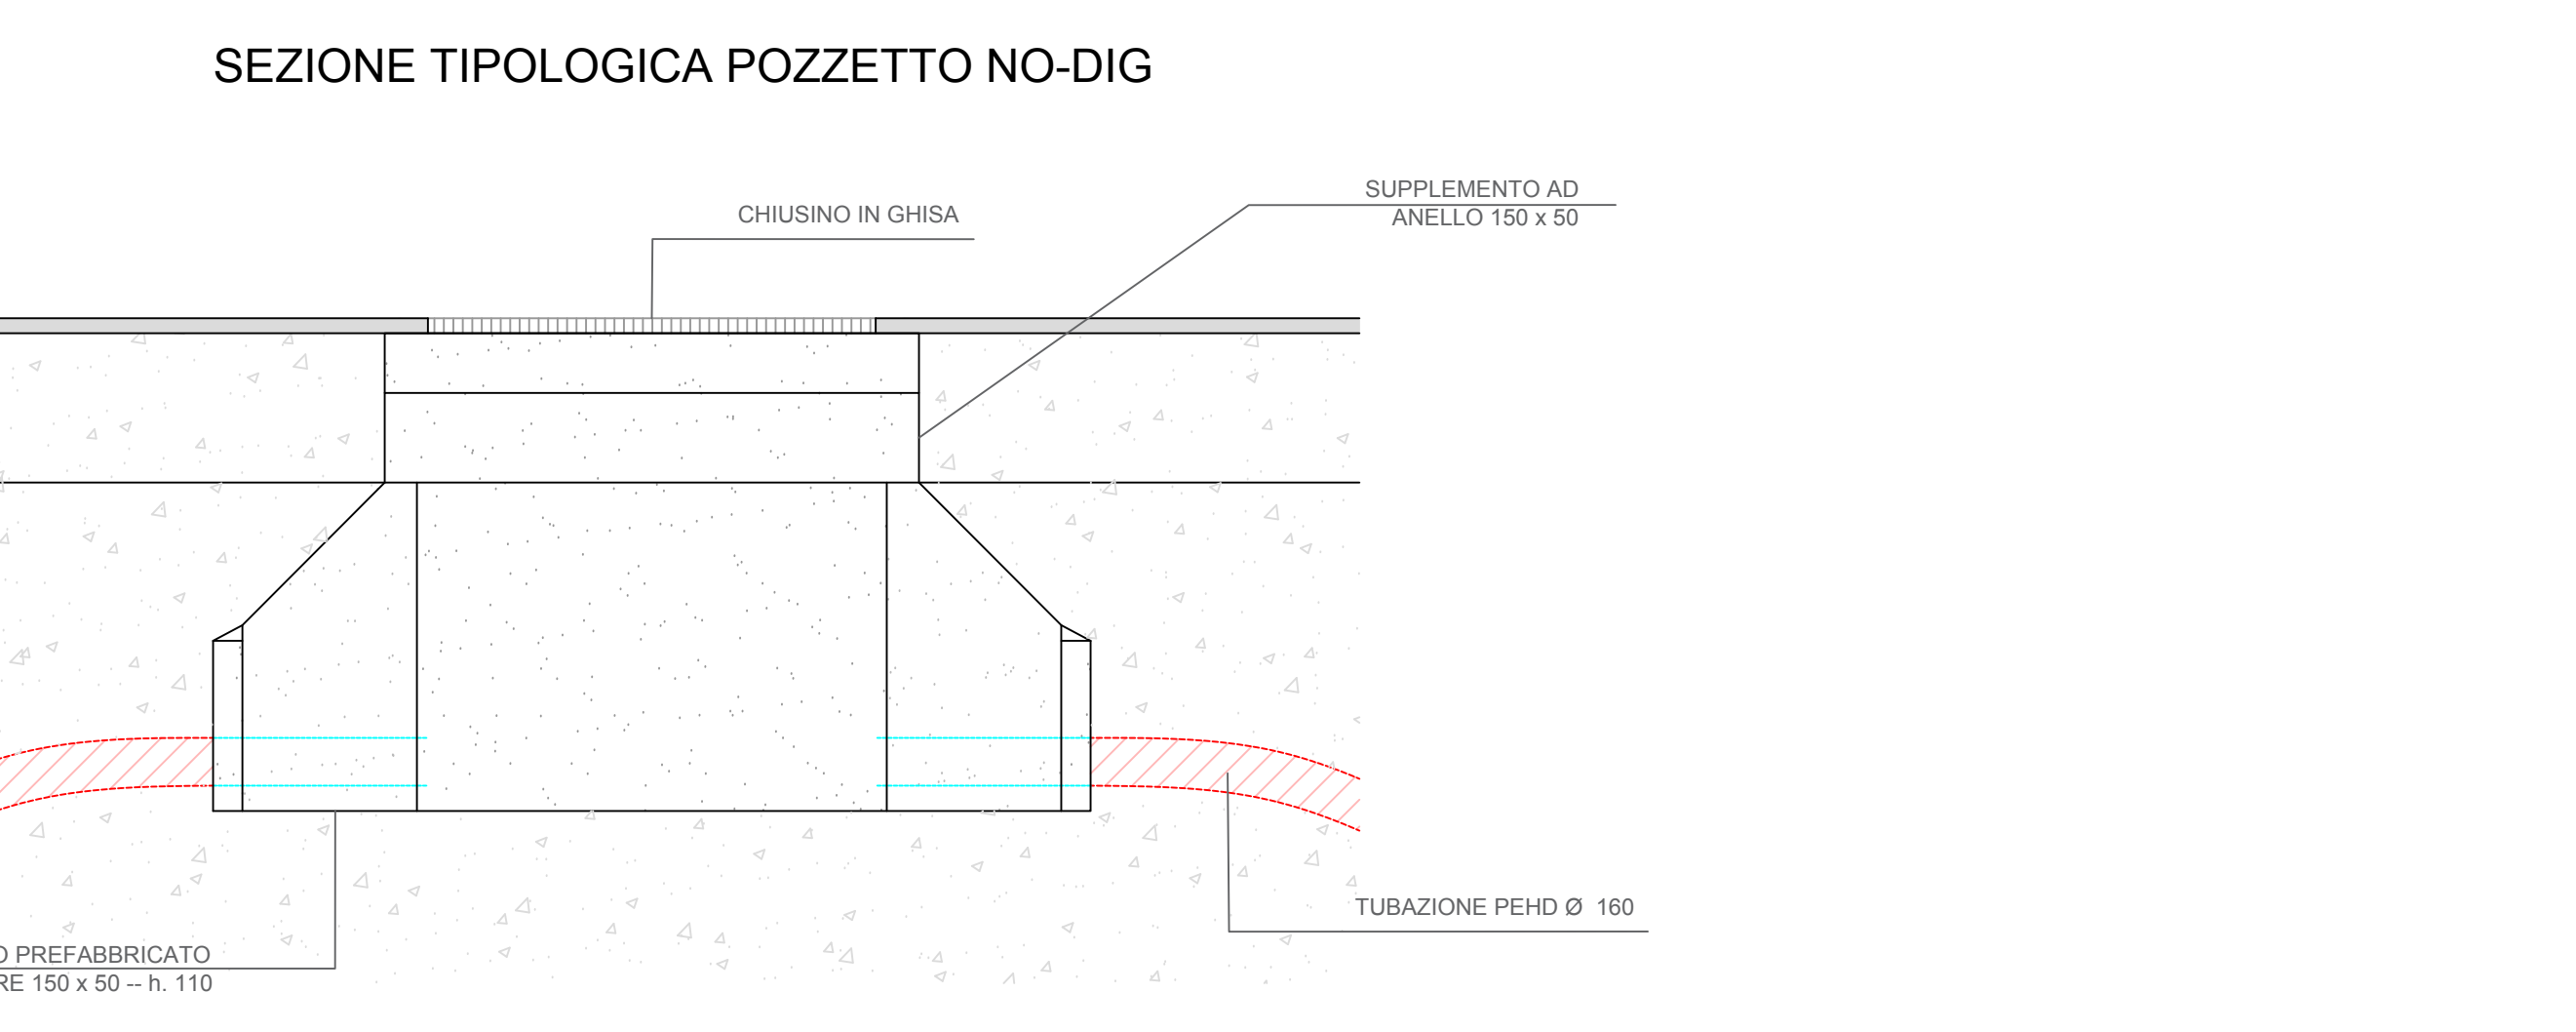 SEZIONE TIPOLOGICA POZZETTO NO-DIG
SUPPLEMENTO AD
ANELLO 150 x 50
CHIUSINO IN GHISA
TUBAZIONE PEHD Ø 160
O PREFABBRICATO
RE 150 x 50 -- h. 110